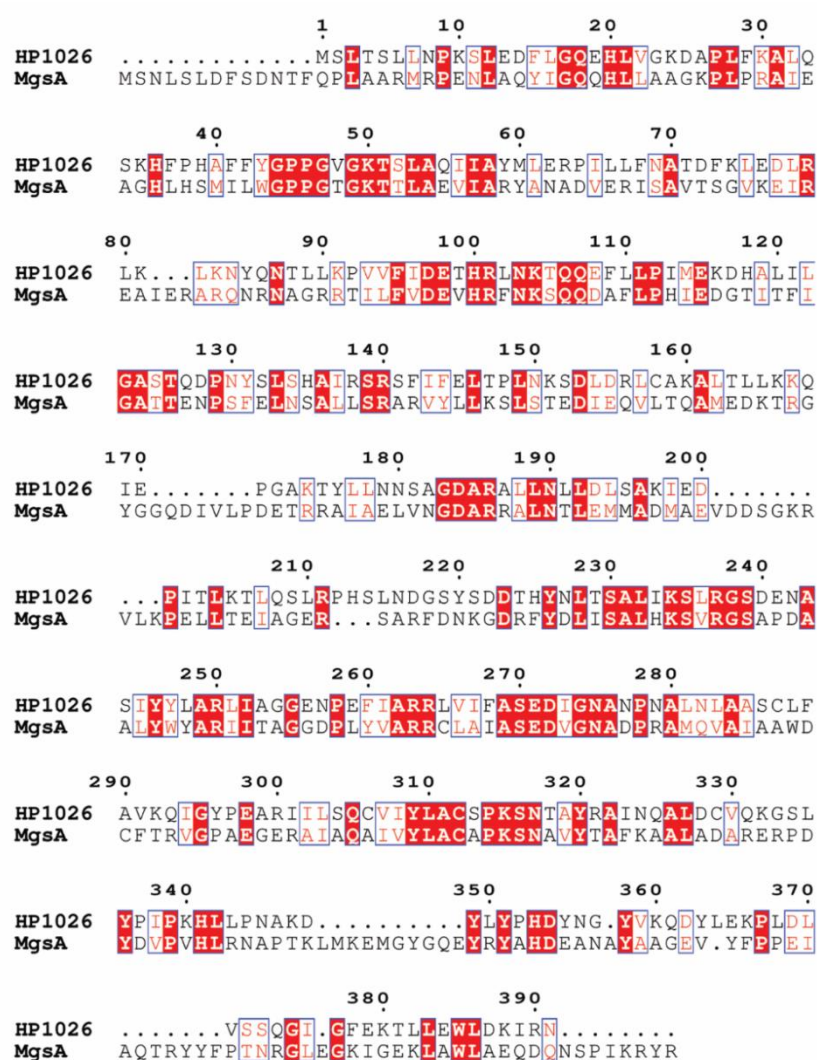 1 10 20 30
HP1026 .............MSLTSLLNPKSLEDFLGQEHLVGKDAPLFKALQ
MgsA MSNLSLDFSDNTFQPLAARMRPENLAQYIGQQHLLAAGKPLPRAIE
40 50 60 70
HP1026 SKHFPHAFFYGPPGVGKTSLAQIIAYMLERPILLFNATDFKLEDLR
MgsA AGHLHSMILWGPPGTGKTTLAEVIARYANADVERISAVTSGVKEIR
80 90 100 110 120
HP1026 LK...LKNYQNTLLKPVVFIDETHRLNKTQQEFLLPIMEKDHALIL
MgsA EAIERARQNRNAGRRTILFVDEVHRFNKSQQDAFLPHIEDGTITFI
130 140 150 160
HP1026 GASTQDPNYSLSHAIRSRSFIFELTPLNKSDLDRLCAKALTLLKKQ
MgsA GATTENPSFELNSALLSRARVYLLKSLSTEDIEQVLTQAMEDKTRG
170 180 190 200
HP1026 IE.......PGAKTYLLNNSAGDARALLNLLDLSAKIED.......
MgsA YGGQDIVLPDETRRAIAELVNGDARRALNTLEMMADMAEVDDSGKR
210 220 230 240
HP1026 ...PITLKTLQSLRPHSLNDGSYSDDTHYNLTSALIKSLRGSDENA
MgsA VLKPELLTEIAGER...SARFDNKGDRFYDLISALHKSVRGSAPDA
250 260 270 280
HP1026 SIYYLARLIAGGENPEFIARRLVIFASEDIGNANPNALNLAASCLF
MgsA ALYWYARIITAGGDPLYVARRCLAIASEDVGNADPRAMQVAIAAWD
290 300 310 320 330
HP1026 AVKQIGYPEARIILSQCVIYLACSPKSNTAYRAINQALDCVQKGSL
MgsA CFTRVGPAEGERAIAQAIVYLACAPKSNAVYTAFKAALADARERPD
340 350 360 370
HP1026 YPIPKHLLPNAKD..........YLYPHDYNG.YVKQDYLEKPLDL
MgsA YDVPVHLRNAPTKLMKEMGYGQEYRYAHDEANAYAAGEV.YFPPEI
380 390
HP1026 .......VSSQGI.GFEKTLLEWLDKIRN........
MgsA AQTRYYFPTNRGLEGKIGEKLAWLAEQDQNSPIKRYR